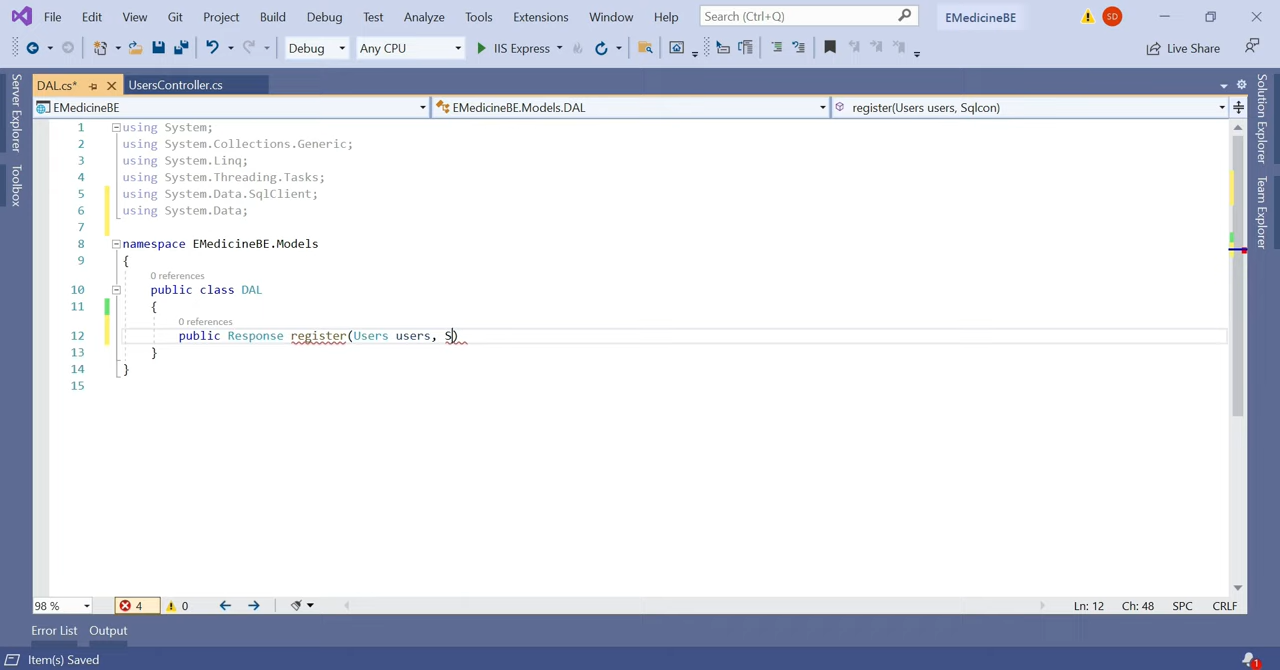 File Edit View Git Project Build Debug Test Analyze Tools Extensions Window Help Search (Ctrl+Q) EMedicineBE SD
Debug Any CPU IIS Express Live Share
DAL.cs* UsersController.cs
EMedicineBE EMedicineBE.Models.DAL register(Users users, Sqlcon)
Server Explorer
Toolbox
Solution Explorer
Team Explorer
1 using System;
2 using System.Collections.Generic;
3 using System.Linq;
4 using System.Threading.Tasks;
5 using System.Data.SqlClient;
6 using System.Data;
7
8 namespace EMedicineBE.Models
9 {
0 references
10 public class DAL
11 {
0 references
12 public Response register(Users users, S)
13 }
14 }
15
98 % 4 0 Ln: 12 Ch: 48 SPC CRLF
Error List Output
Item(s) Saved 1